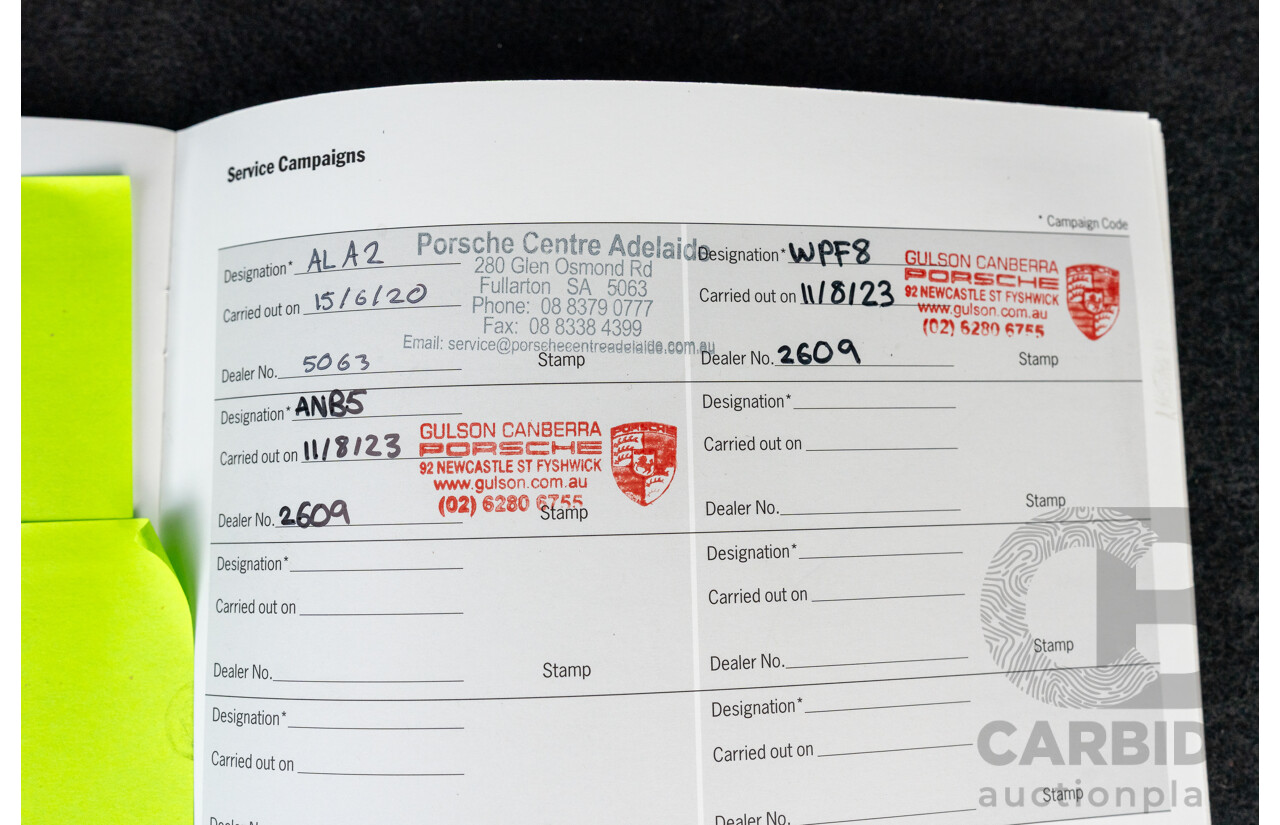 Service Campaigns
* Campaign Code
Designation* ALA2
Carried out on 15/6/20
Dealer No. 5063
Porsche Centre Adelaide
280 Glen Osmond Rd
Fullarton SA 5063
Phone: 08 8379 0777
Fax: 08 8338 4399
Email: service@porschecentreadelaide.com.au
Stamp
Designation* WPF8
Carried out on 11/8/23
Dealer No. 2609
GULSON CANBERRA
PORSCHE
92 NEWCASTLE ST FYSHWICK
www.gulson.com.au
(02) 6280 6755
Stamp
Designation* ANB5
Carried out on 11/8/23
Dealer No. 2609
GULSON CANBERRA
PORSCHE
92 NEWCASTLE ST FYSHWICK
www.gulson.com.au
(02) 6280 6755
PORSCHE
Stamp
Designation*
Carried out on
Dealer No.
Stamp
Designation*
Carried out on
Dealer No.
Stamp
Designation*
Carried out on
Dealer No.
Stamp
Designation*
Carried out on
Dealer No.
Designation*
Carried out on
Dealer No.
Stamp
CARBID
auctionpla